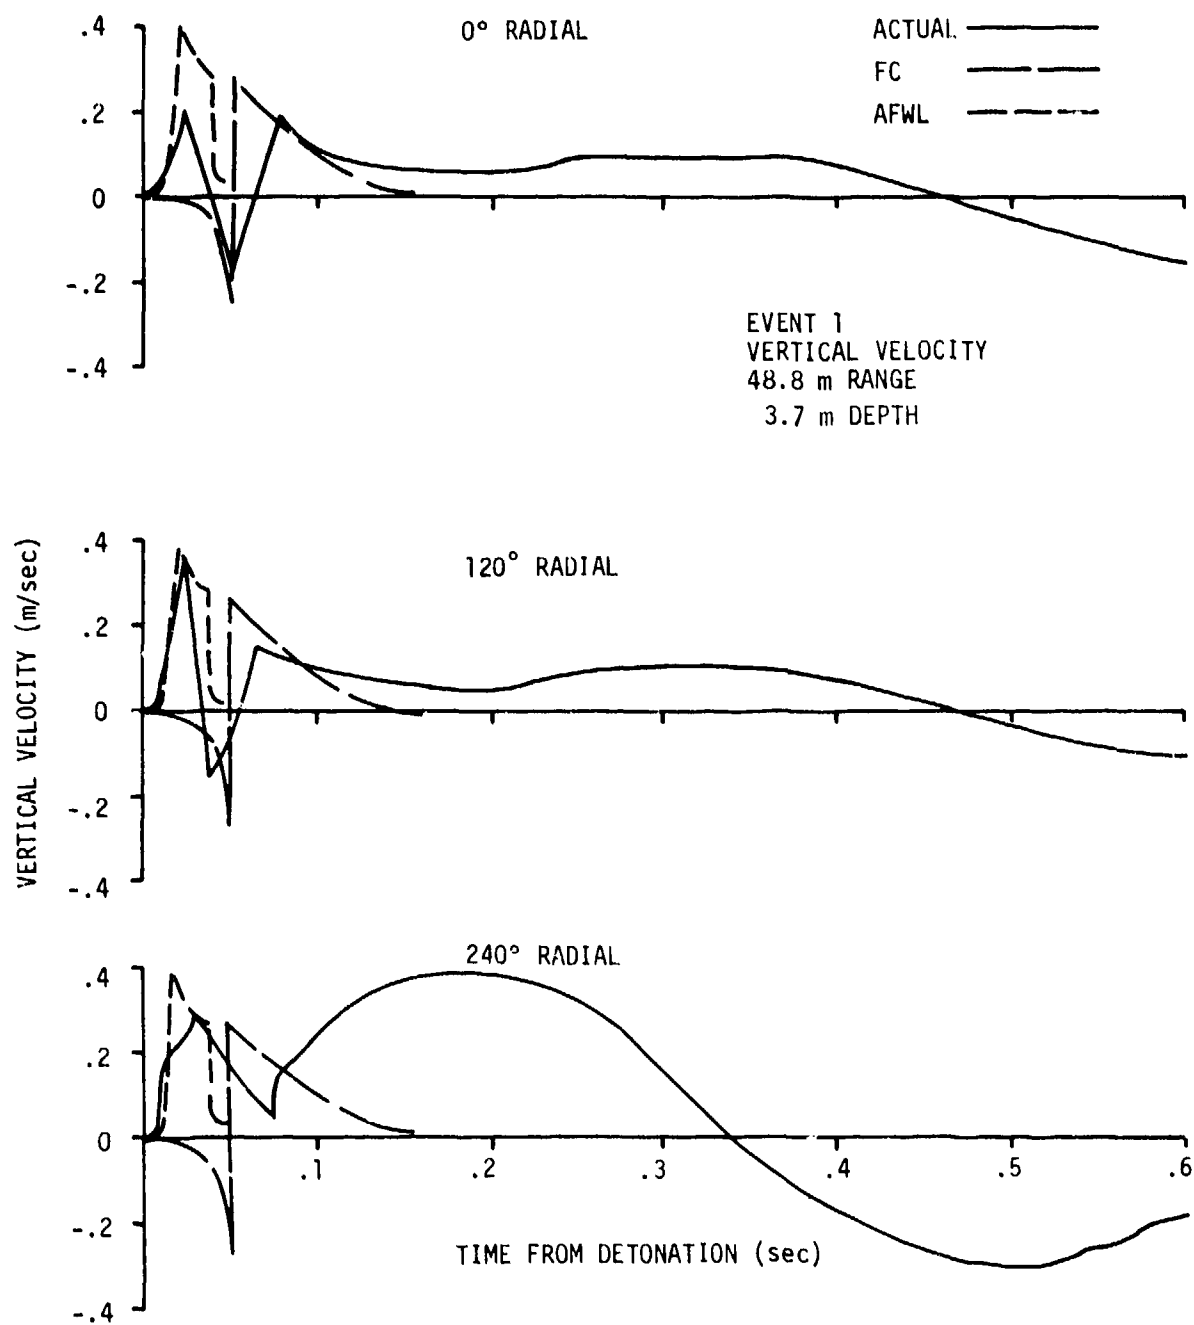 .4
0° RADIAL
ACTUAL
FC
.2
AFWL
0
-.2
EVENT 1
VERTICAL VELOCITY
-.4
48.8 m RANGE
3.7 m DEPTH
VERTICAL VELOCITY (m/sec)
.4
120° RADIAL
.2
0
-.2
-.4
240° RADIAL
.4
.2
0
.1 .2 .3 .4 .5 .6
-.2
TIME FROM DETONATION (sec)
-.4